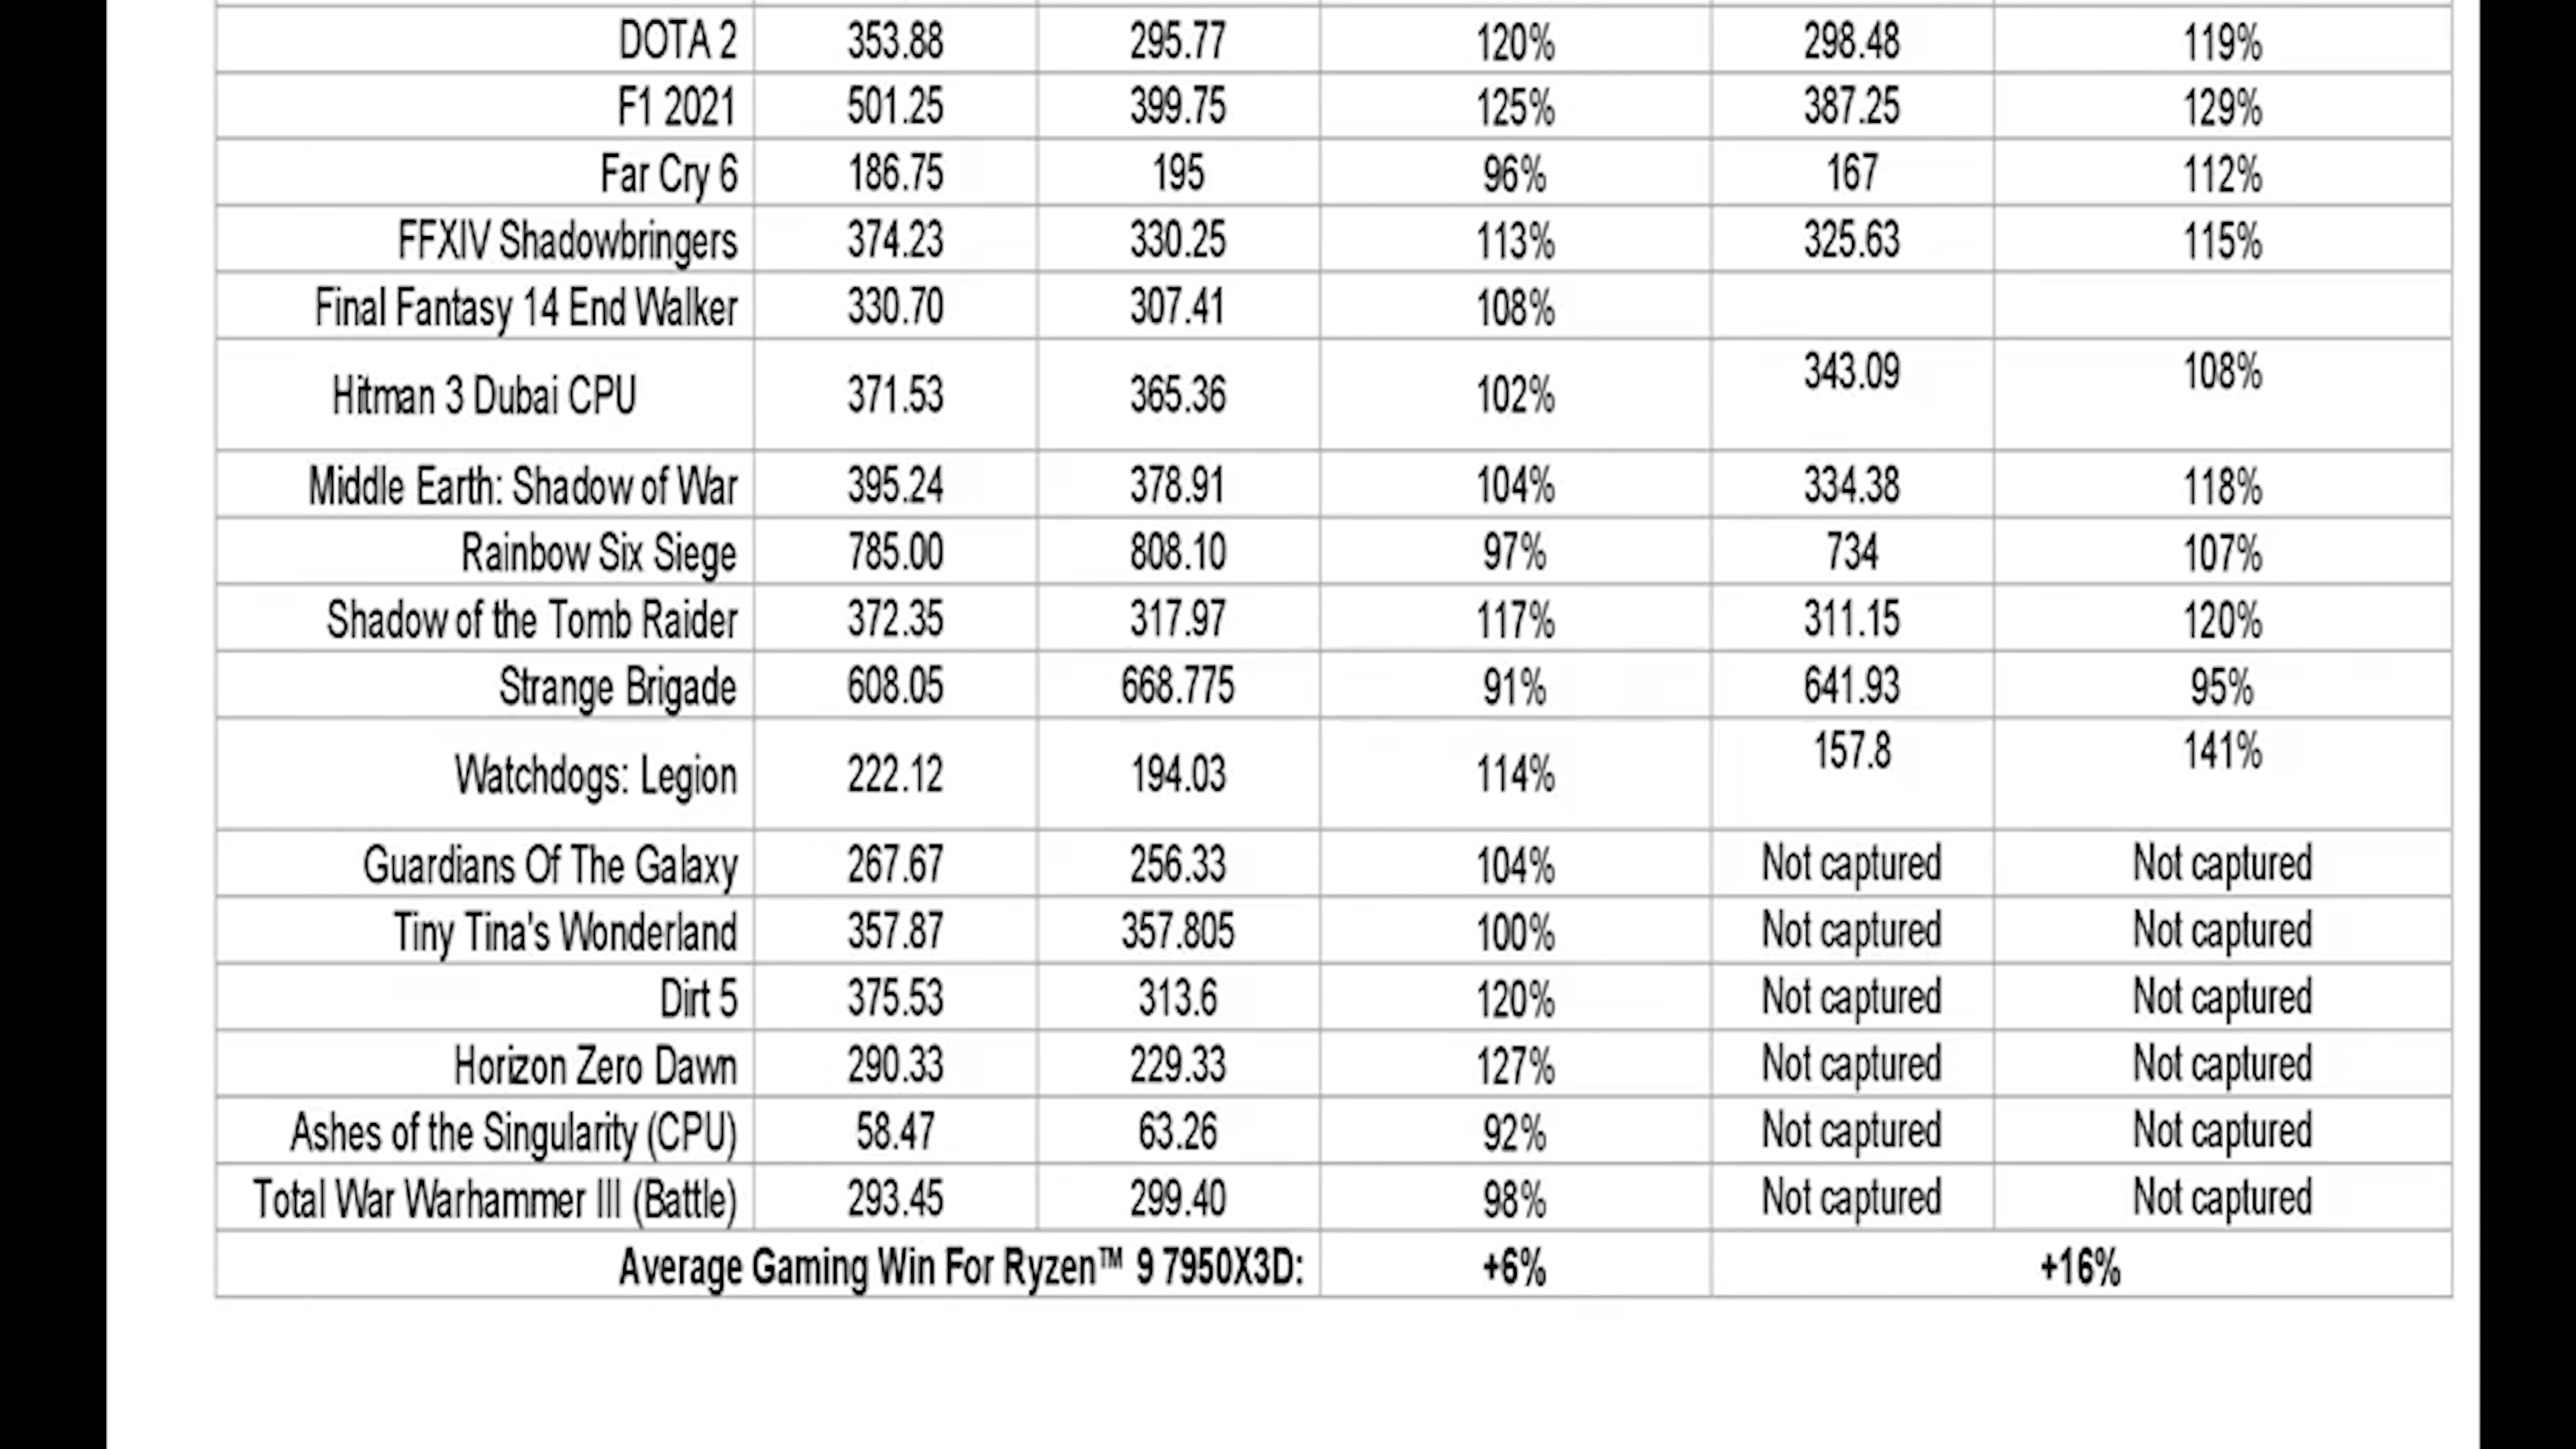 DOTA 2 353.88 295.77 120% 298.48 119%
F1 2021 501.25 399.75 125% 387.25 129%
Far Cry 6 186.75 195 96% 167 112%
FFXIV Shadowbringers 374.23 330.25 113% 325.63 115%
Final Fantasy 14 End Walker 330.70 307.41 108%
Hitman 3 Dubai CPU 371.53 365.36 102% 343.09 108%
Middle Earth: Shadow of War 395.24 378.91 104% 334.38 118%
Rainbow Six Siege 785.00 808.10 97% 734 107%
Shadow of the Tomb Raider 372.35 317.97 117% 311.15 120%
Strange Brigade 608.05 668.775 91% 641.93 95%
Watchdogs: Legion 222.12 194.03 114% 157.8 141%
Guardians Of The Galaxy 267.67 256.33 104% Not captured Not captured
Tiny Tina's Wonderland 357.87 357.805 100% Not captured Not captured
Dirt 5 375.53 313.6 120% Not captured Not captured
Horizon Zero Dawn 290.33 229.33 127% Not captured Not captured
Ashes of the Singularity (CPU) 58.47 63.26 92% Not captured Not captured
Total War Warhammer III (Battle) 293.45 299.40 98% Not captured Not captured
Average Gaming Win For Ryzen™ 9 7950X3D: +6% +16%